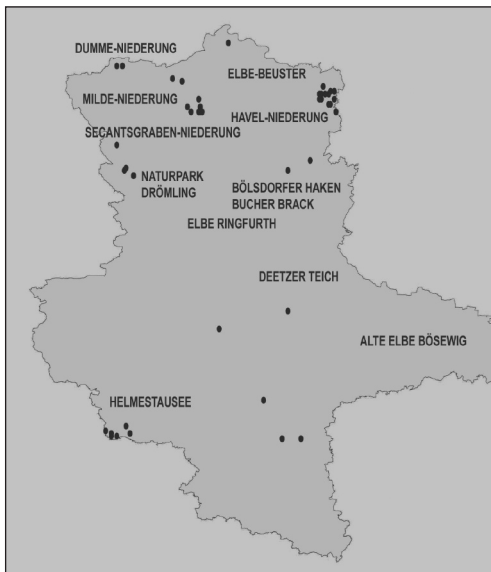 DUMME-NIEDERUNG
ELBE-BEUSTER
MILDE-NIEDERUNG
HAVEL-NIEDERUNG
SECANTSGRABEN-NIEDERUNG
NATURPARK
DRÖMLING
BÖLSDORFER HAKEN
BUCHER BRACK
ELBE RINGFURTH
DEETZER TEICH
ALTE ELBE BÖSEWIG
HELMESTAUSEE